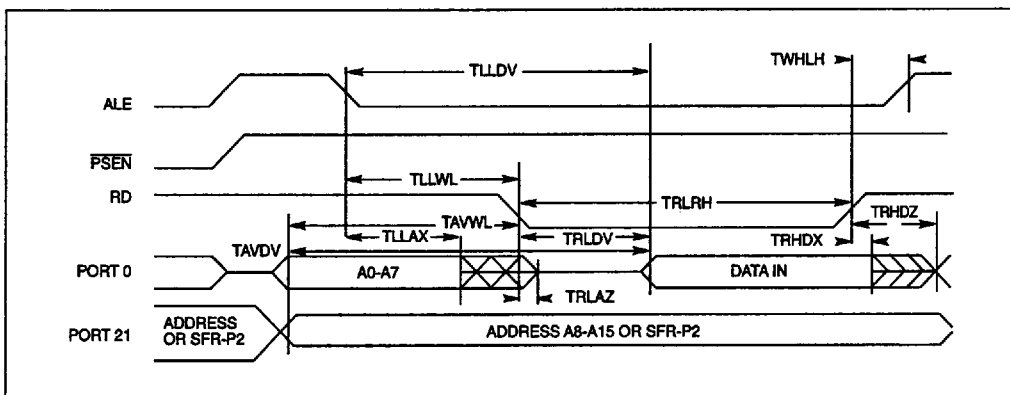 TLLDV
TWHLH
ALE
PSEN
TLLWL
RD
TRLRH
TAVWL
TRHDZ
TLLAX
TRLDV
TAVDV
TRHDX
PORT 0
A0-A7
DATA IN
TRLAZ
PORT 21
ADDRESS
OR SFR-P2
ADDRESS A8-A15 OR SFR-P2